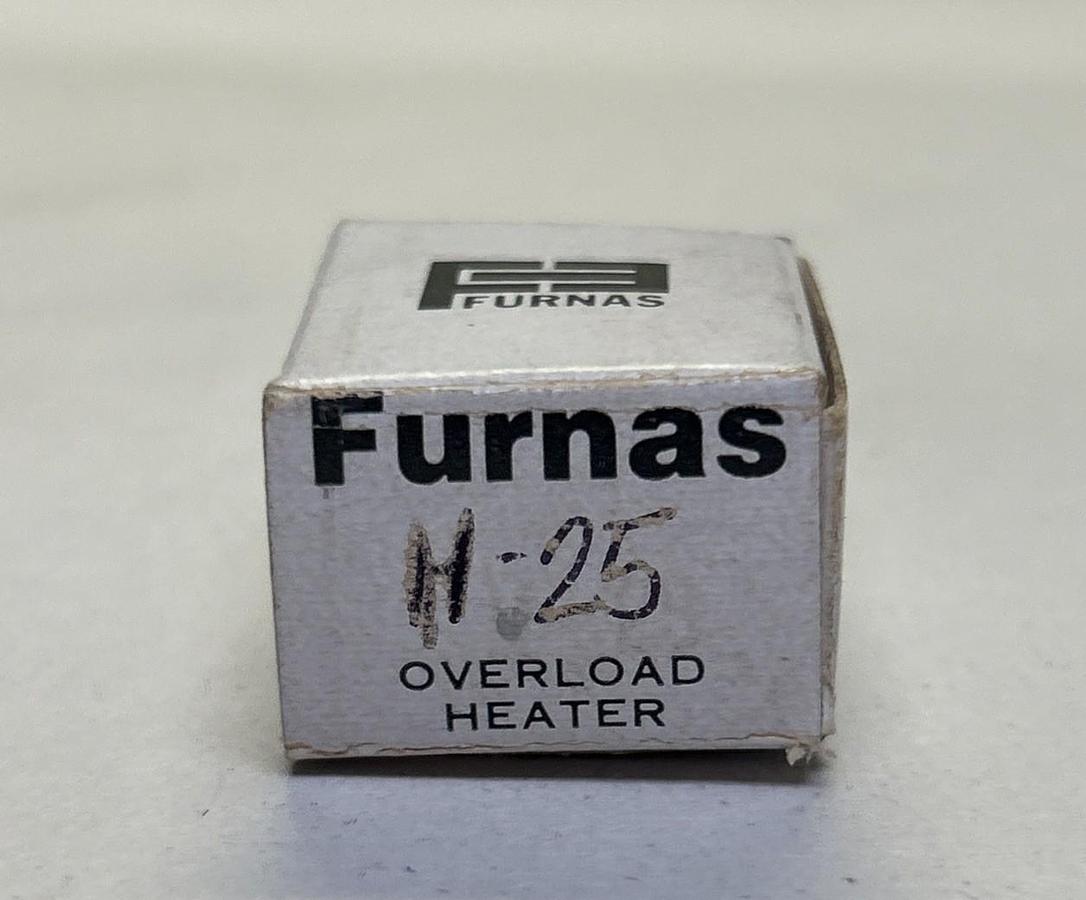 FURNAS
Furnas
H-25
OVERLOAD
HEATER